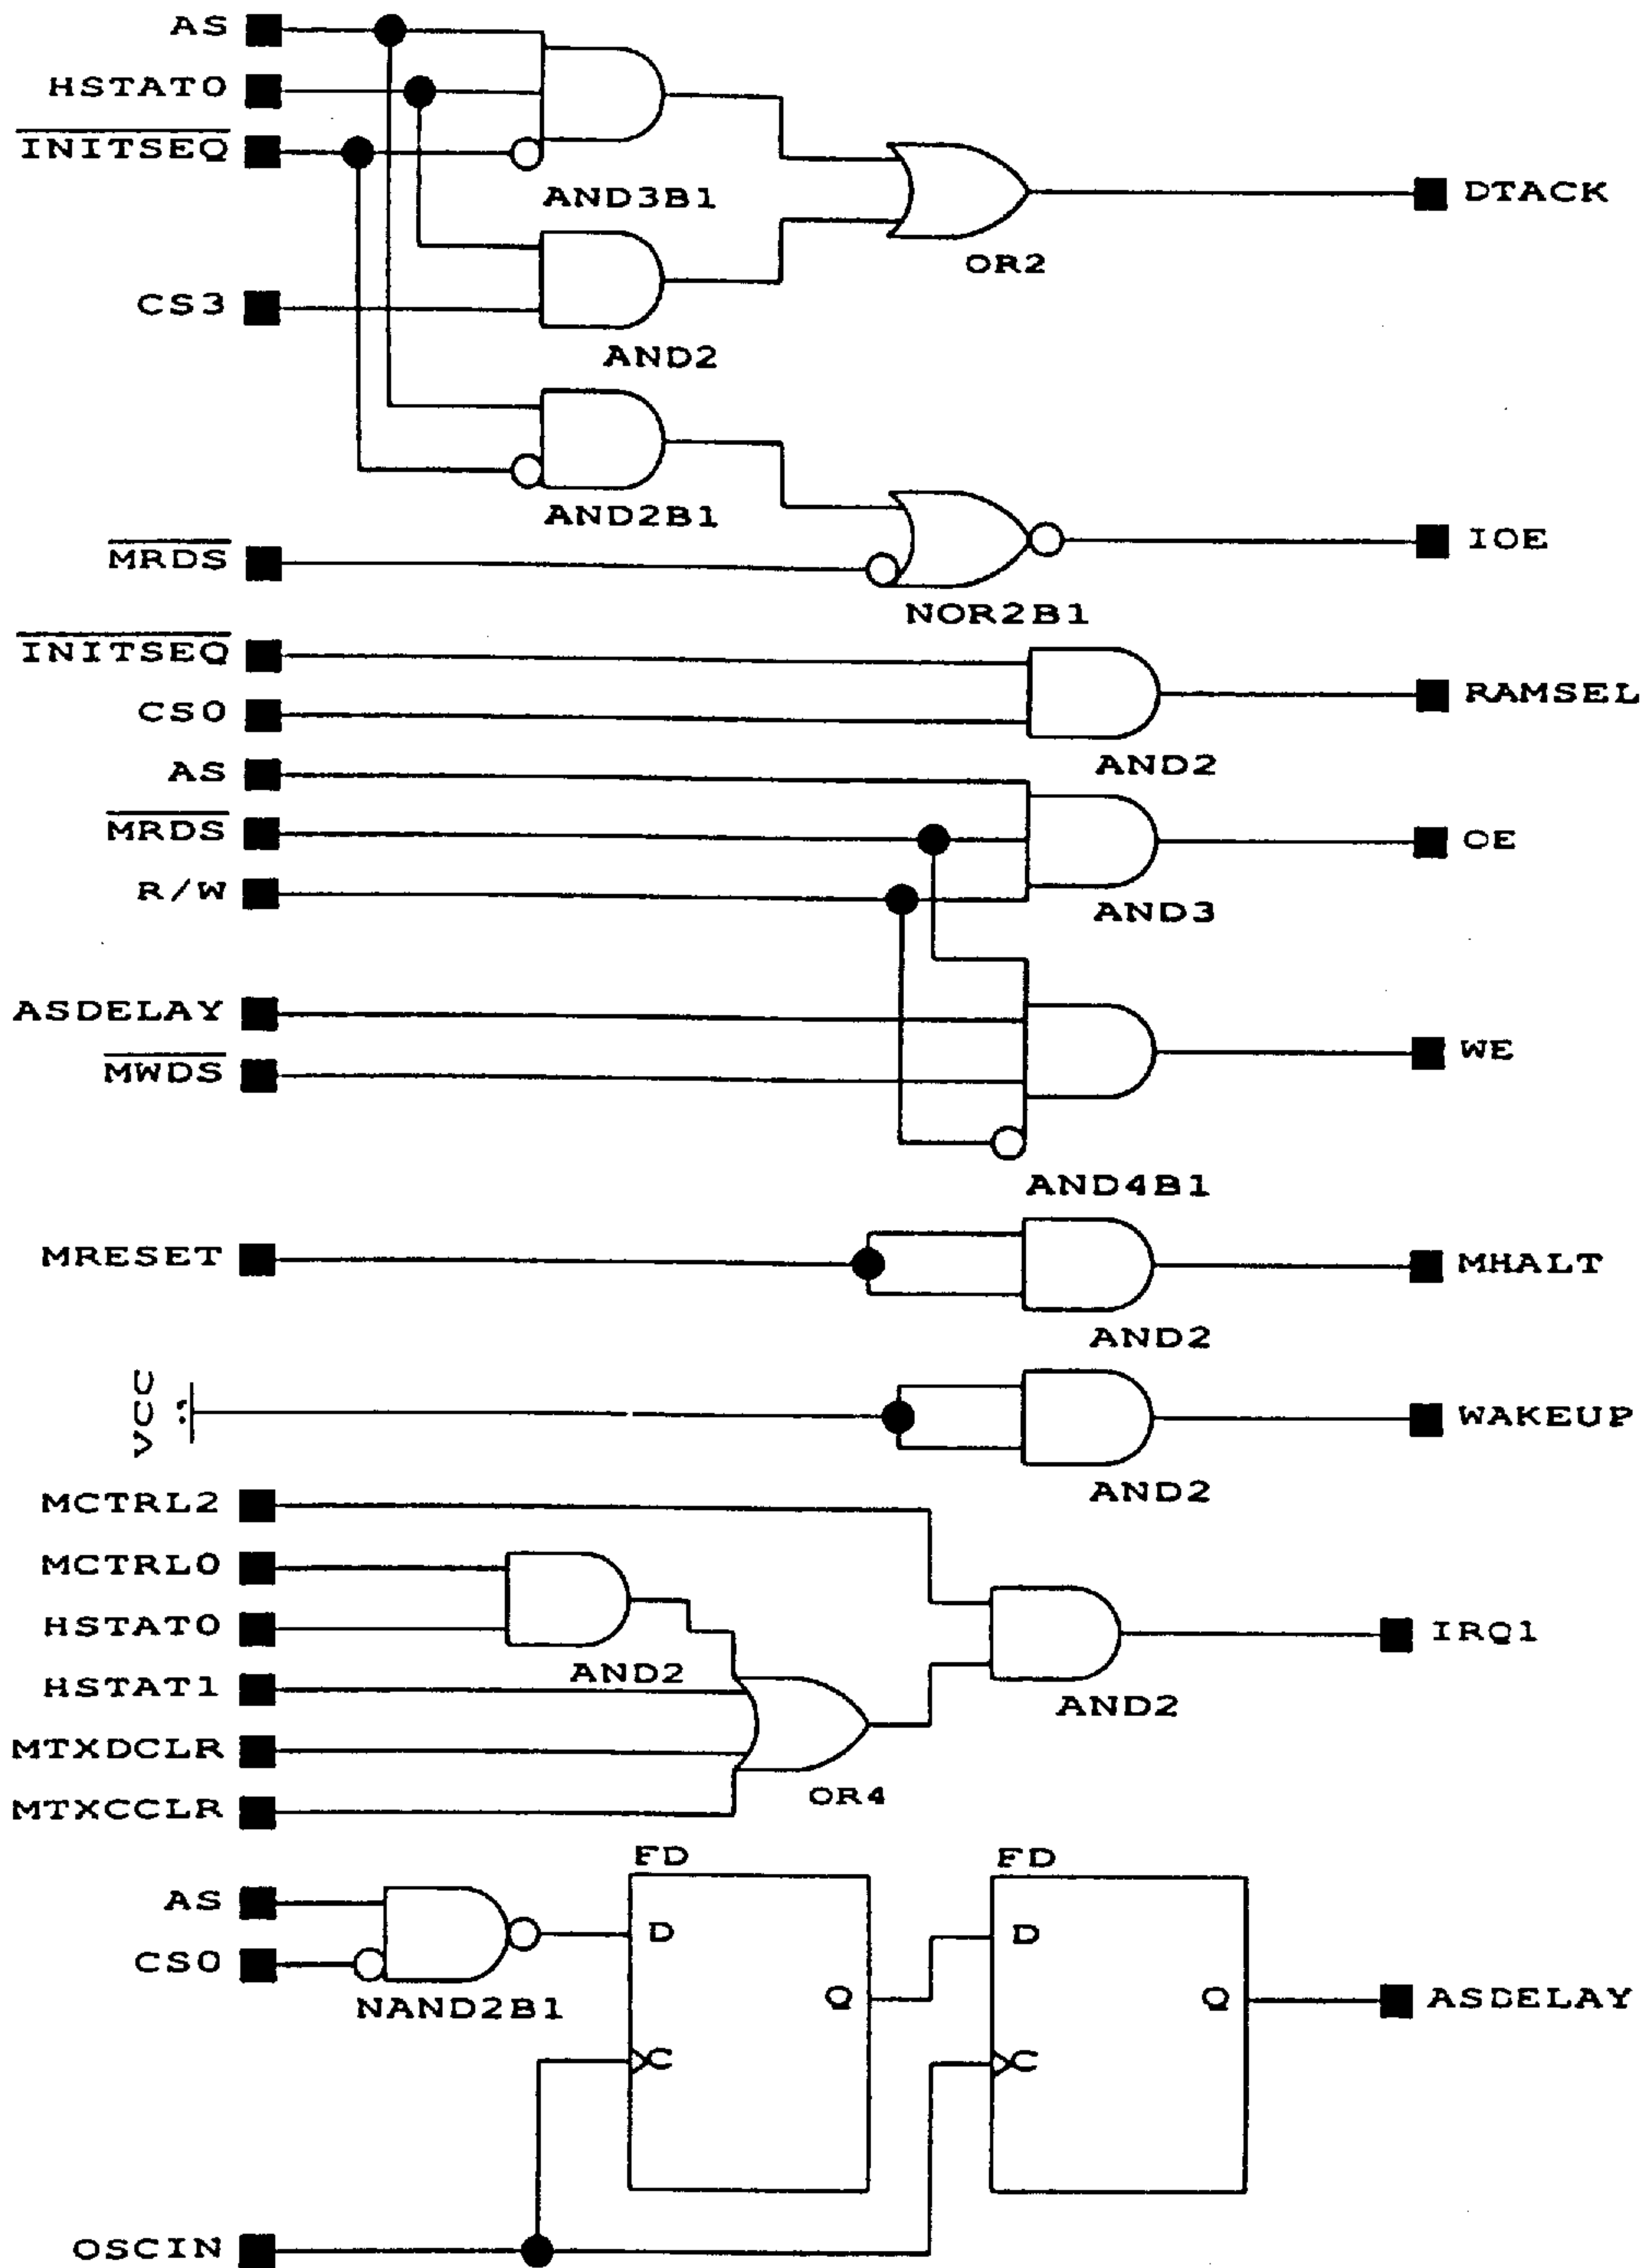 AS
HSTAT0
INITSEQ
AND3B1
DTACK
OR2
CS3
AND2
AND2B1
MRDS
IOE
NOR2B1
INITSEQ
CS0
RAMSEL
AND2
AS
MRDS
OE
R/W
AND3
ASDELAY
MWDS
WE
AND4B1
MRESET
MHALT
AND2
VCC
WAKEUP
AND2
MCTRL2
MCTRL0
HSTAT0
IRQ1
AND2
HSTAT1
AND2
MTXDCLR
OR4
MTXCCLR
FD
FD
AS
D
D
CS0
NAND2B1
Q
Q
ASDELAY
C
C
OSCIN